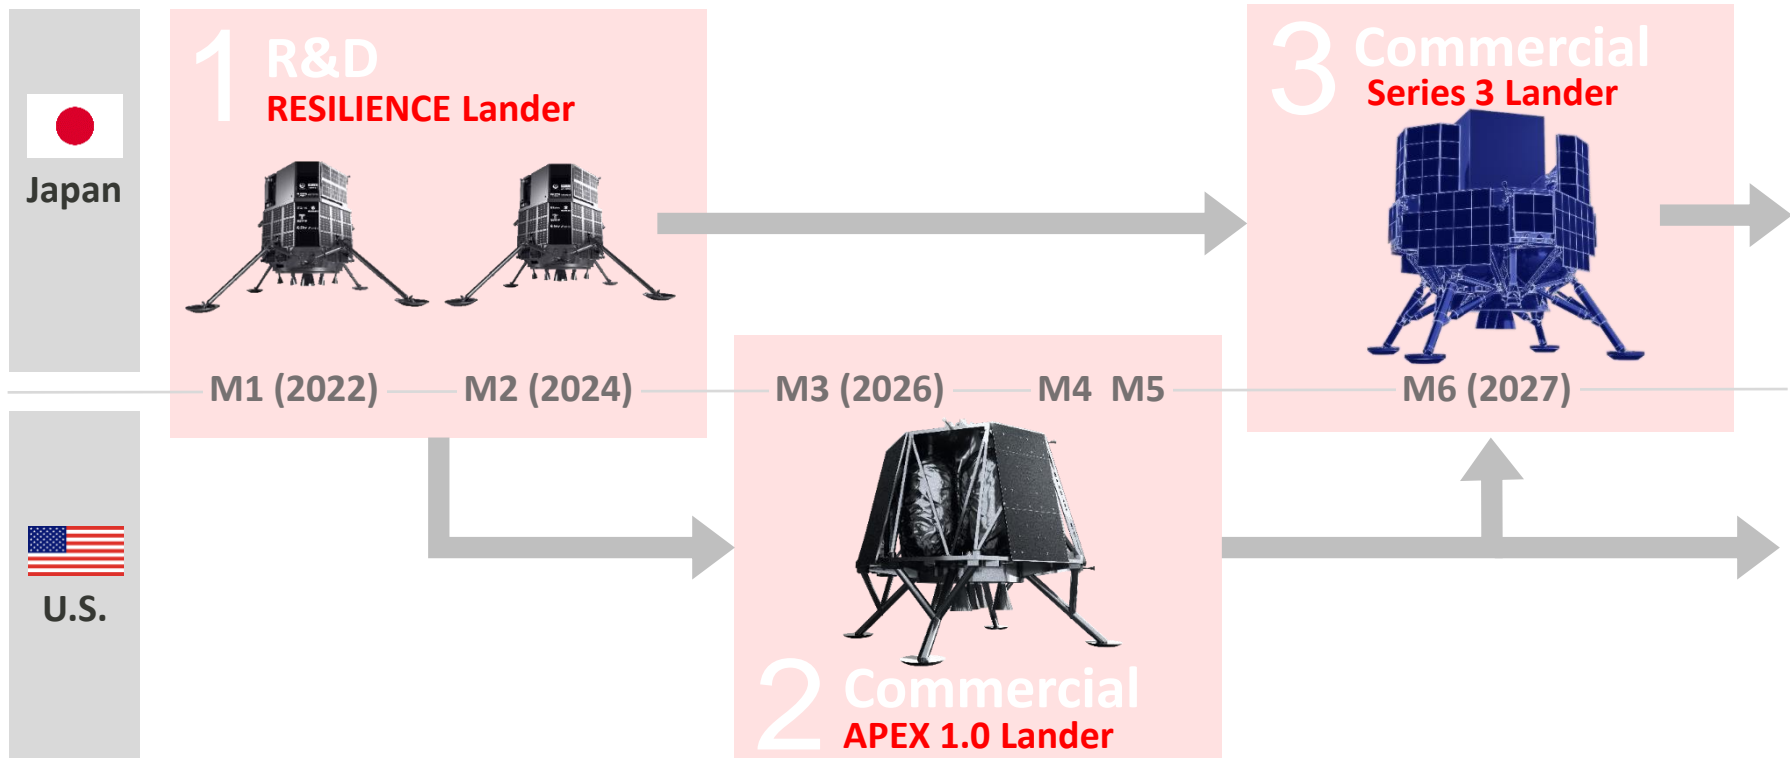 Japan
1
R&D
RESILIENCE Lander
3
Commercial
Series 3 Lander
M1 (2022)
M2 (2024)
M3 (2026)
M4 M5
M6 (2027)
U.S.
2
Commercial
APEX 1.0 Lander